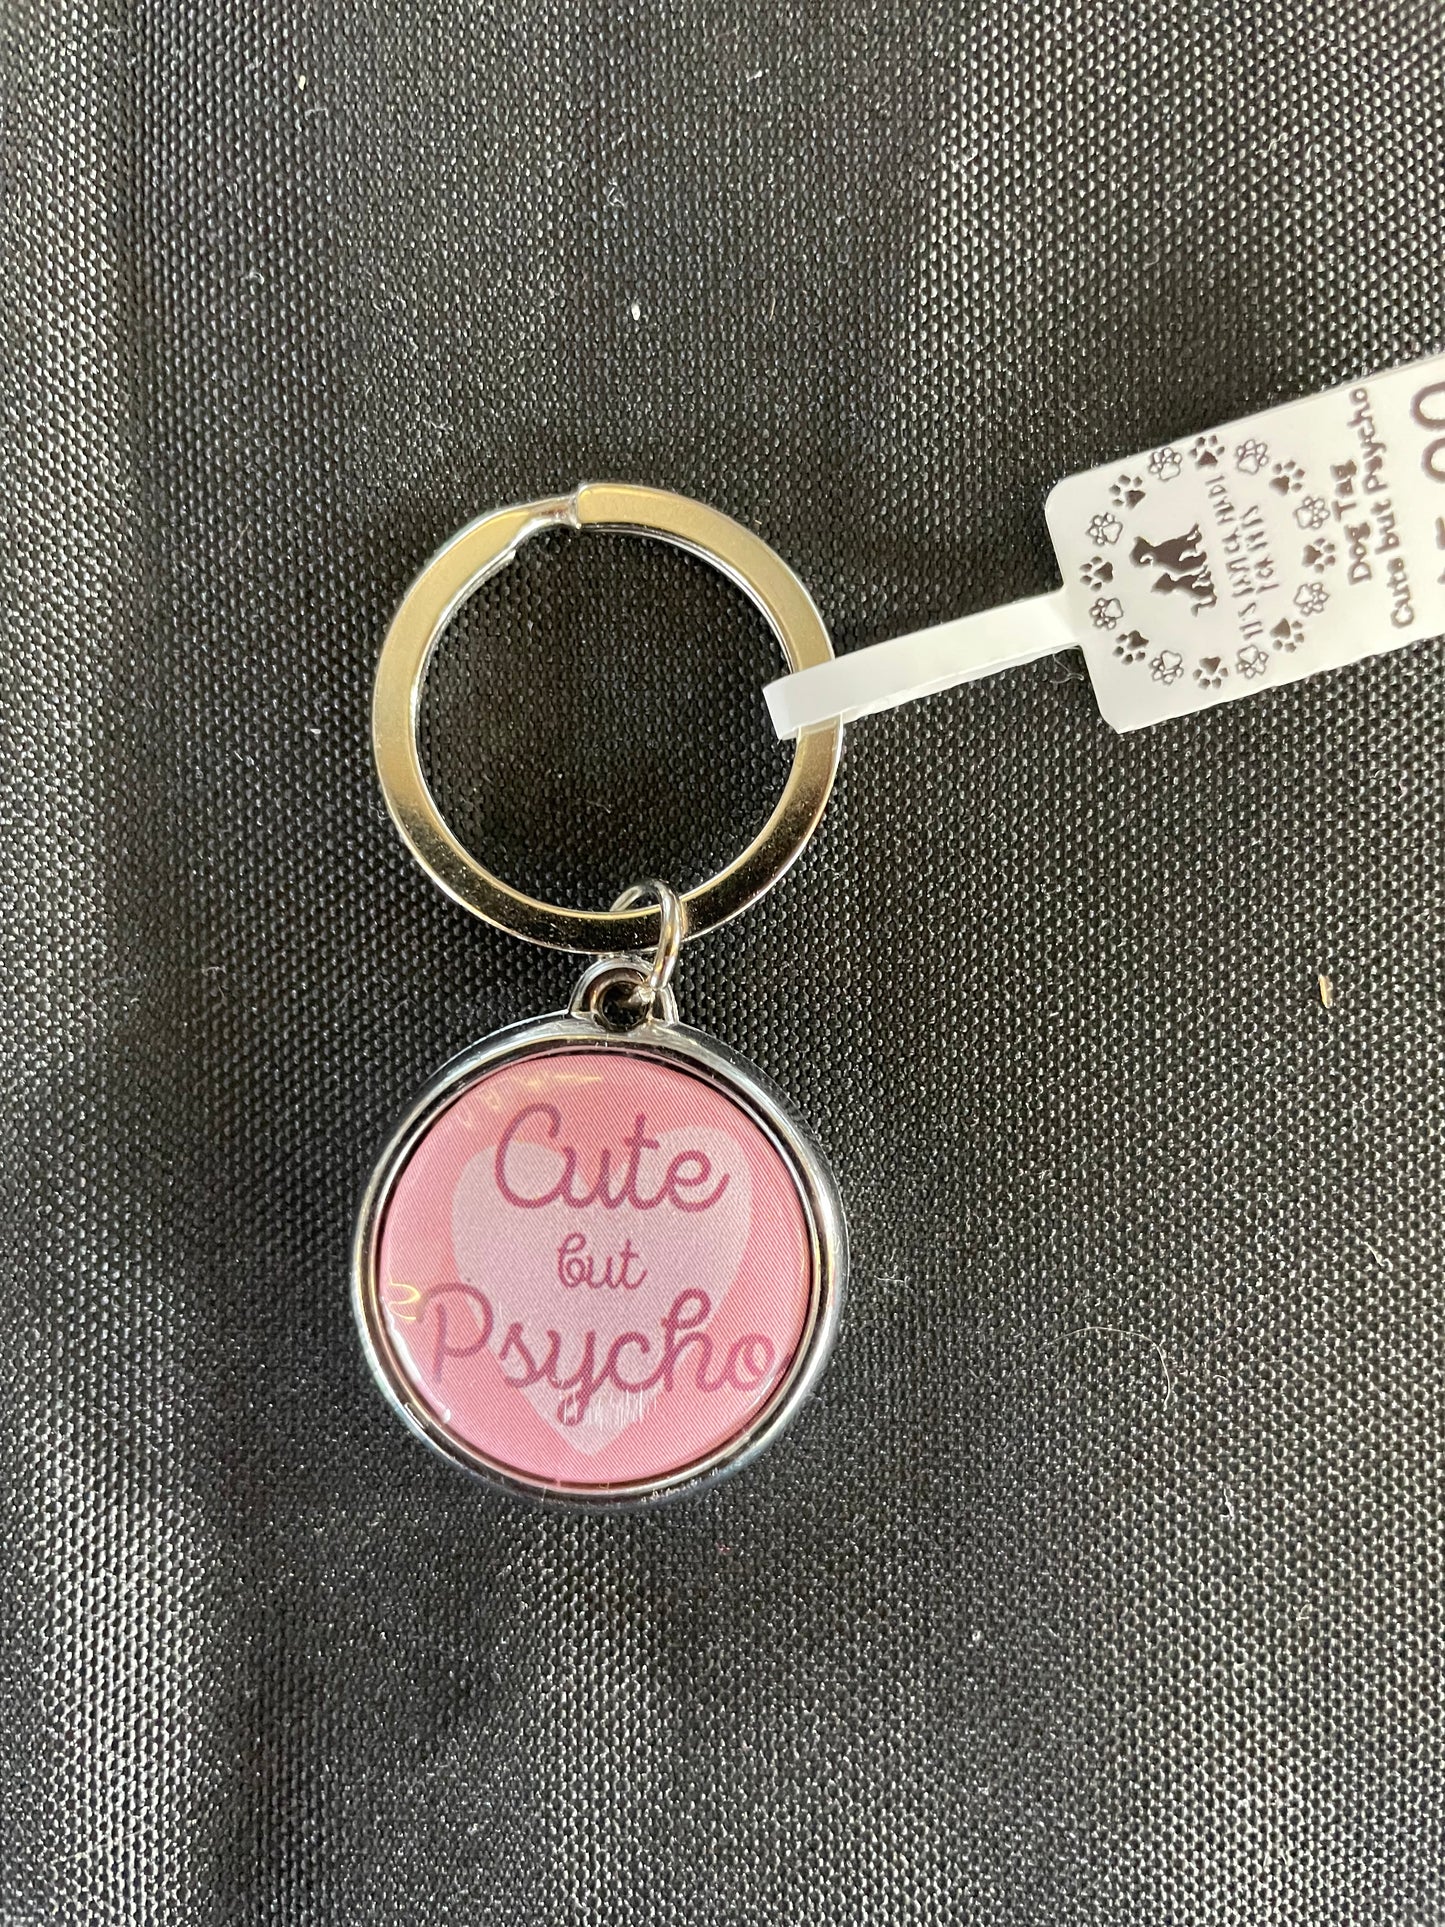 Cute
but
Psycho
Dog Tag
Cute but Psycho